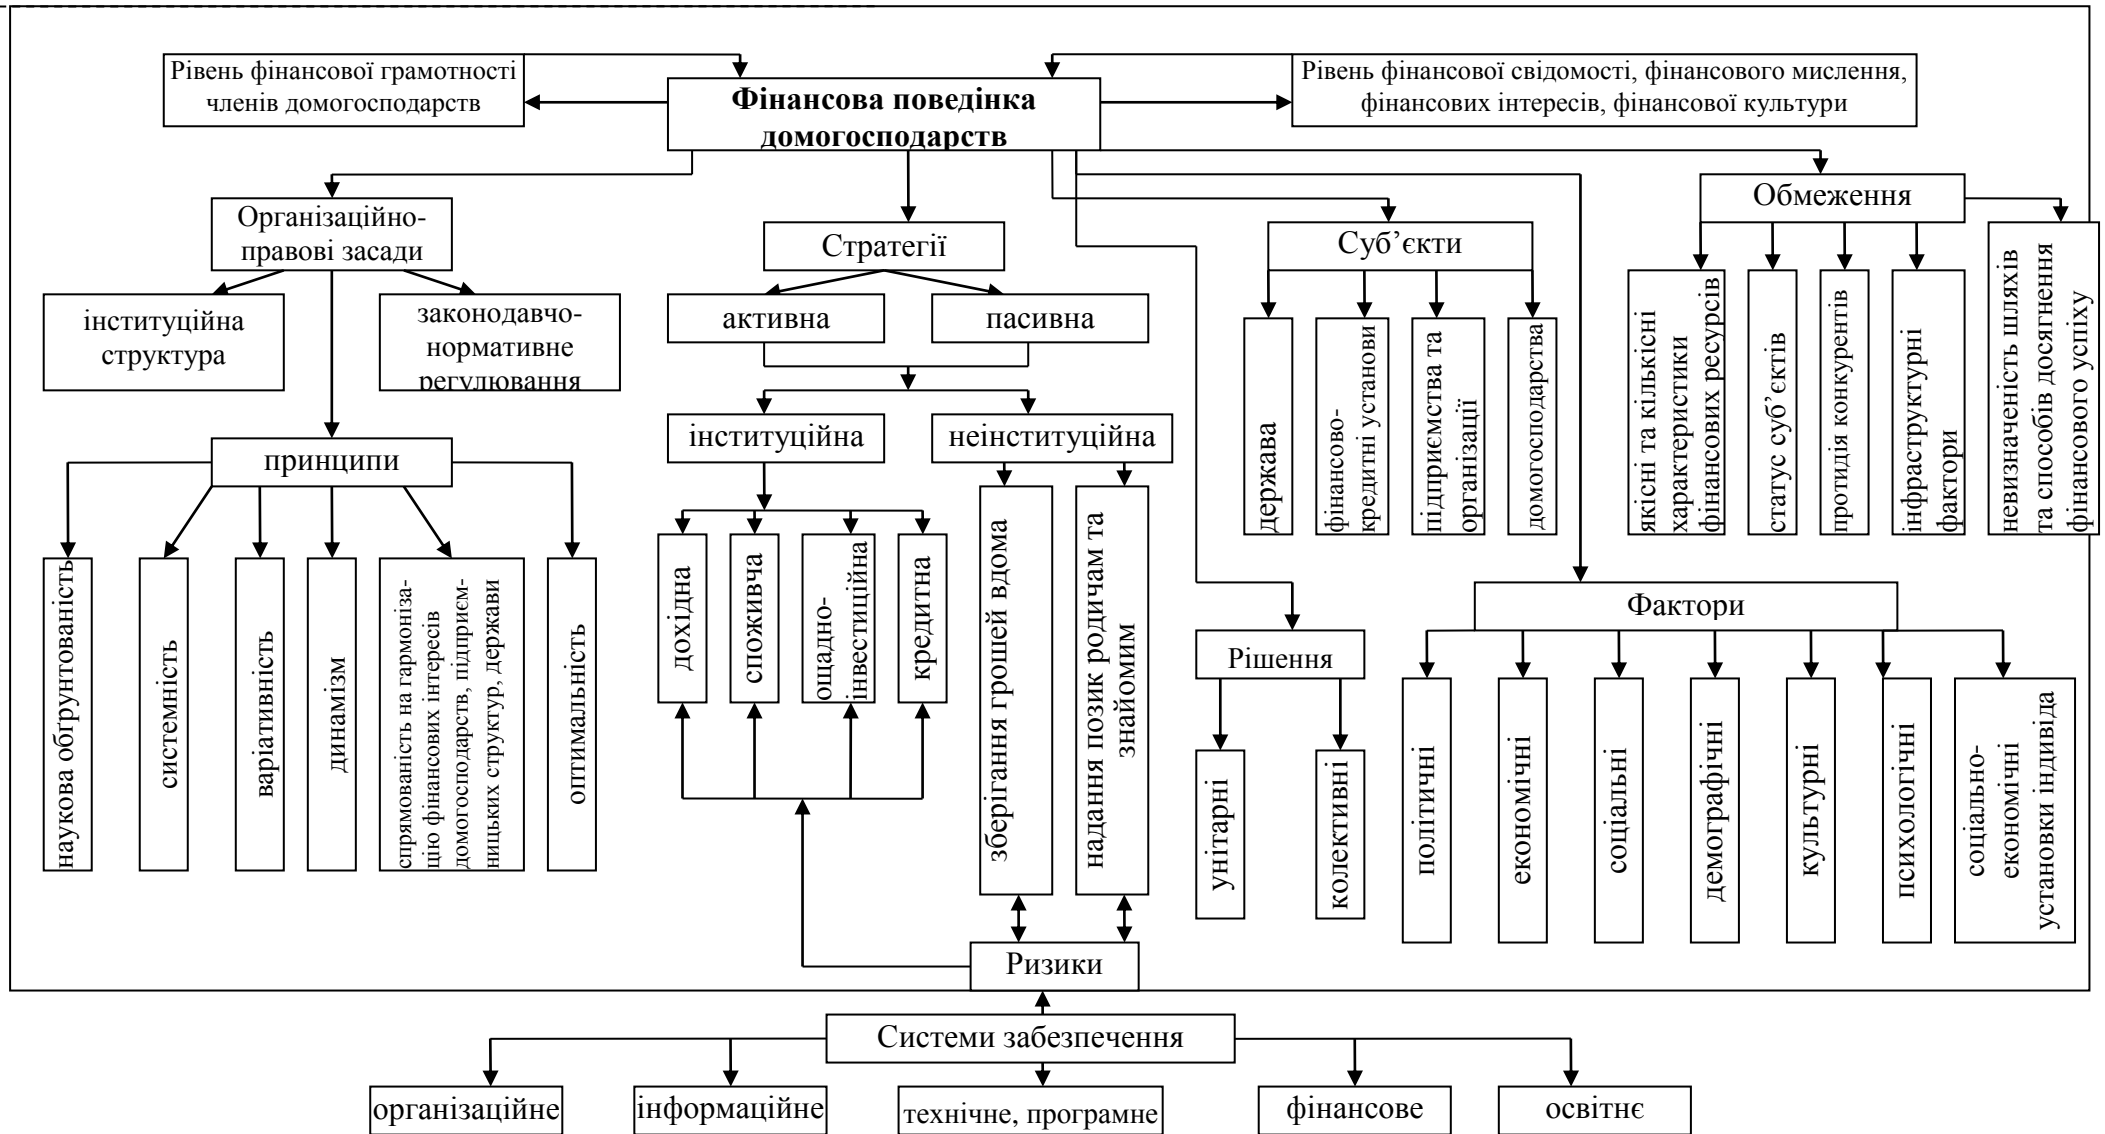 Рівень фінансової грамотності
членів домогосподарств
Фінансова поведінка
домогосподарств
Рівень фінансової свідомості, фінансового мислення,
фінансових інтересів, фінансової культури
Організаційно-
правові засади
Стратегії
Суб’єкти
Обмеження
інституційна
структура
законодавчо-
нормативне
регулювання
активна
пасивна
інституційна
неінституційна
держава
фінансово-
кредитні установи
підприємства та
організації
домогосподарства
якісні та кількісні
характеристики
фінансових ресурсів
статус суб’єктів
протидія конкурентів
інфраструктурні
фактори
невизначеність шляхів
та способів досягнення
фінансового успіху
принципи
наукова обґрунтованість
системність
варіативність
динамізм
спрямованість на гармоніза-
цію фінансових інтересів
домогосподарств, підприєм-
ницьких структур, держави
оптимальність
дохідна
споживча
ощадно-
інвестиційна
кредитна
зберігання грошей вдома
надання позик родичам та
знайомим
Рішення
унітарні
колективні
Фактори
політичні
економічні
соціальні
демографічні
культурні
психологічні
соціально-
економічні
установки індивіда
Ризики
Системи забезпечення
організаційне
інформаційне
технічне, програмне
фінансове
освітнє